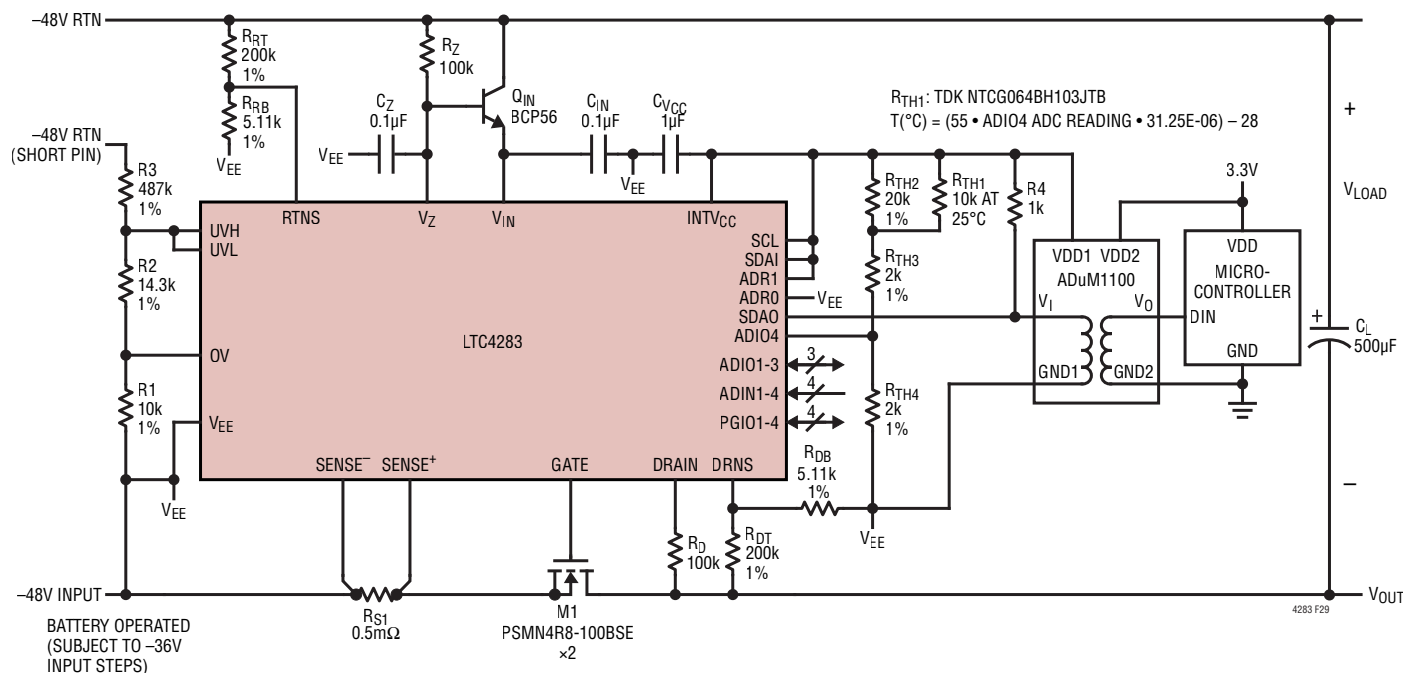 –48V RTN
R_RT
200k
1%
R_RB
5.11k
1%
V_EE
R_Z
100k
C_Z
0.1µF
V_EE
Q_IN
BCP56
C_IN
0.1µF
C_VCC
1µF
V_EE
R_TH1: TDK NTCG064BH103JTB
T(°C) = (55 • ADIO4 ADC READING • 31.25E-06) – 28
–48V RTN
(SHORT PIN)
R3
487k
1%
R2
14.3k
1%
R1
10k
1%
V_EE
RTNS
V_Z
V_IN
INTV_CC
UVH
UVL
OV
V_EE
LTC4283
SCL
SDAI
ADR1
ADR0
V_EE
SDAO
ADIO4
ADIO1-3
3
ADIN1-4
4
PGIO1-4
4
SENSE–
SENSE+
GATE
DRAIN
DRNS
R_TH2
20k
1%
R_TH1
10k AT
25°C
R4
1k
R_TH3
2k
1%
R_TH4
2k
1%
R_DB
5.11k
1%
V_EE
R_D
100k
R_DT
200k
1%
VDD1 VDD2
ADuM1100
V_I
V_O
GND1
GND2
3.3V
VDD
MICRO-
CONTROLLER
DIN
GND
+
V_LOAD
–
+
C_L
500µF
–48V INPUT
R_S1
0.5mΩ
M1
PSMN4R8-100BSE
×2
V_OUT
4283 F29
BATTERY OPERATED
(SUBJECT TO –36V
INPUT STEPS)